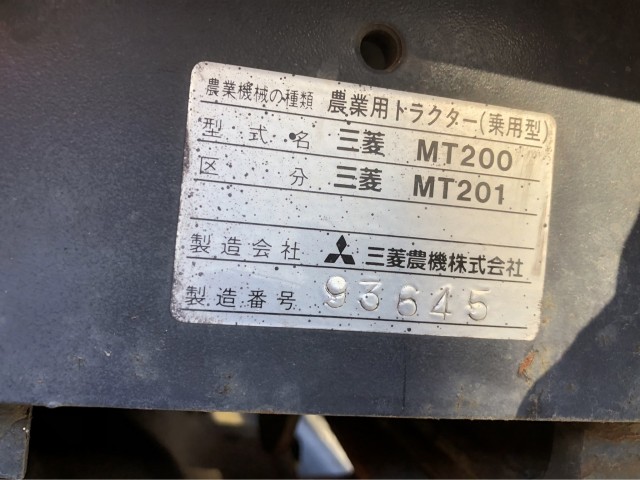 農業機械の種類 農業用トラクター(乗用型)
型式名 三菱 MT200
区分 三菱 MT201
製造会社 三菱農機株式会社
製造番号 93645